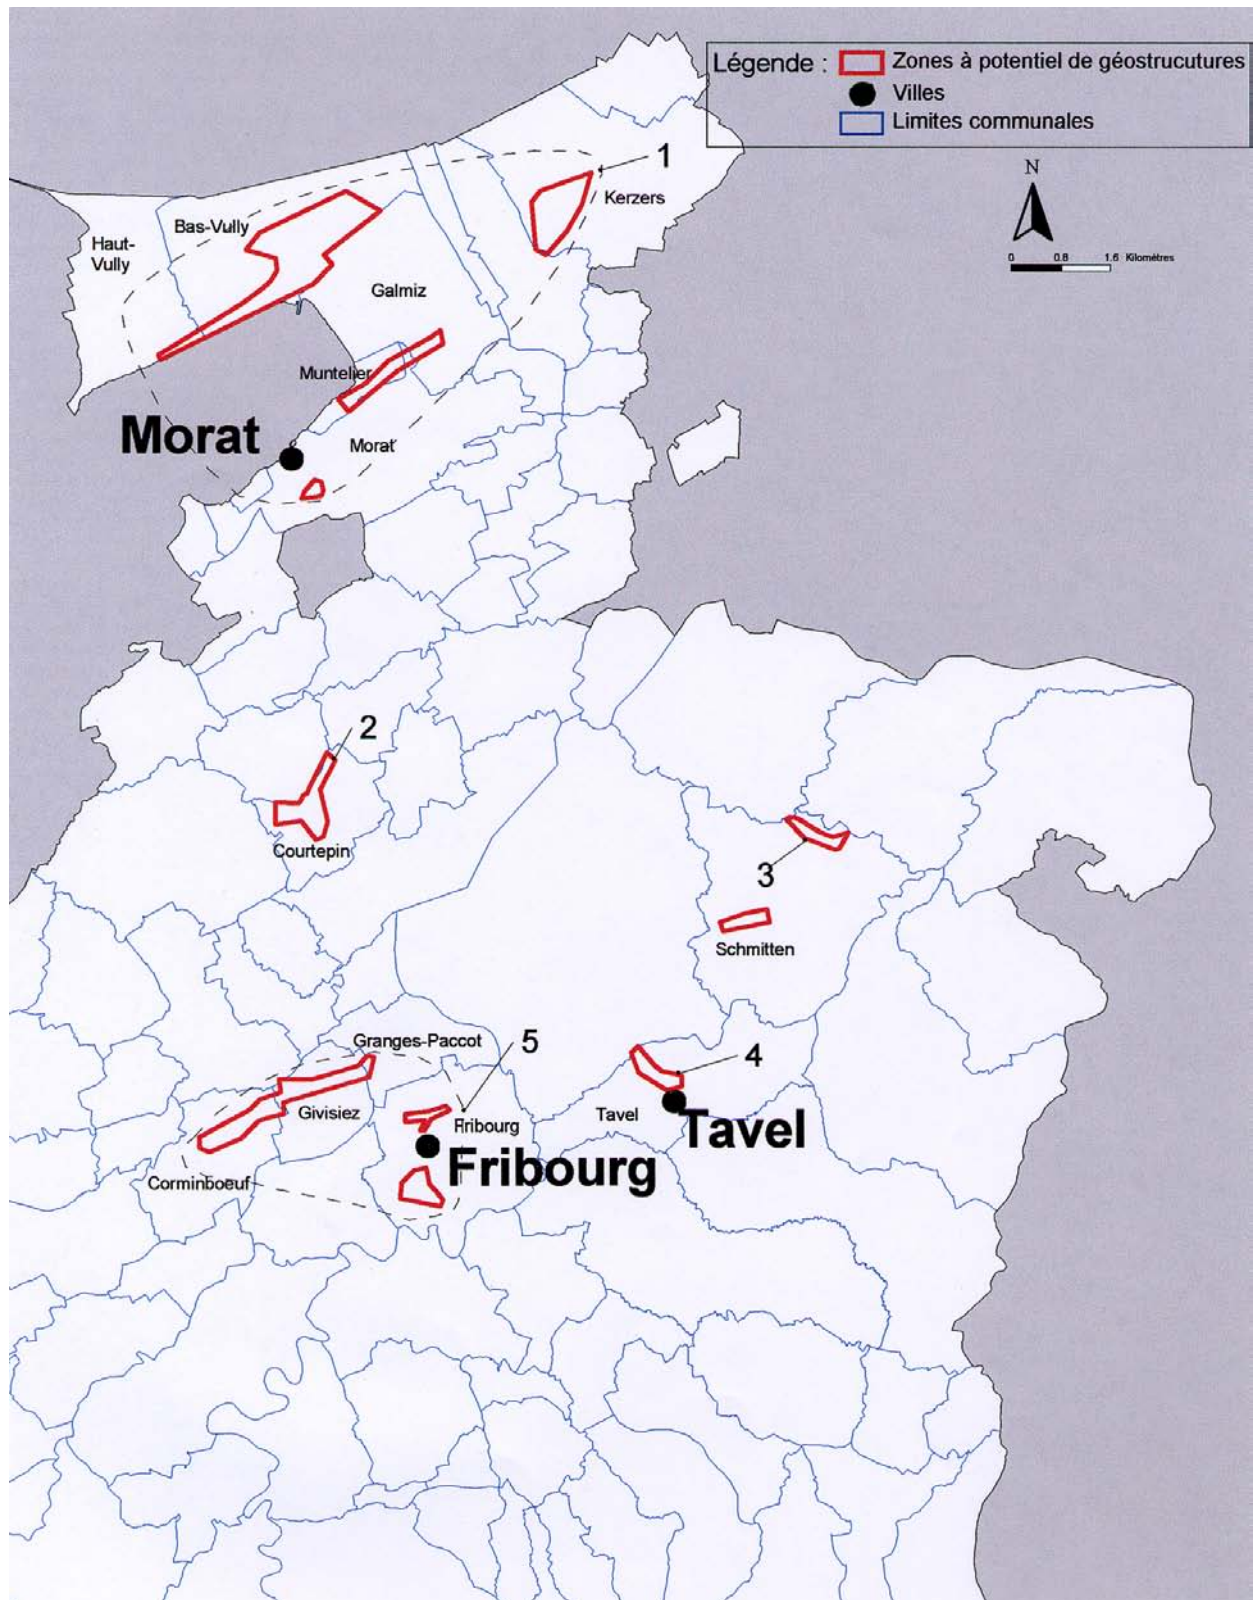 Légende :
Zones à potentiel de géostrucutures
Villes
Limites communales
N
0 0.8 1.6 Kilomètres
1
Kerzers
Bas-Vully
Haut-
Vully
Galmiz
Muntelier
Morat
Morat
2
Courtepin
3
Schmitten
Granges-Paccot
5
4
Givisiez
Fribourg
Tavel
Tavel
Fribourg
Corminboeuf